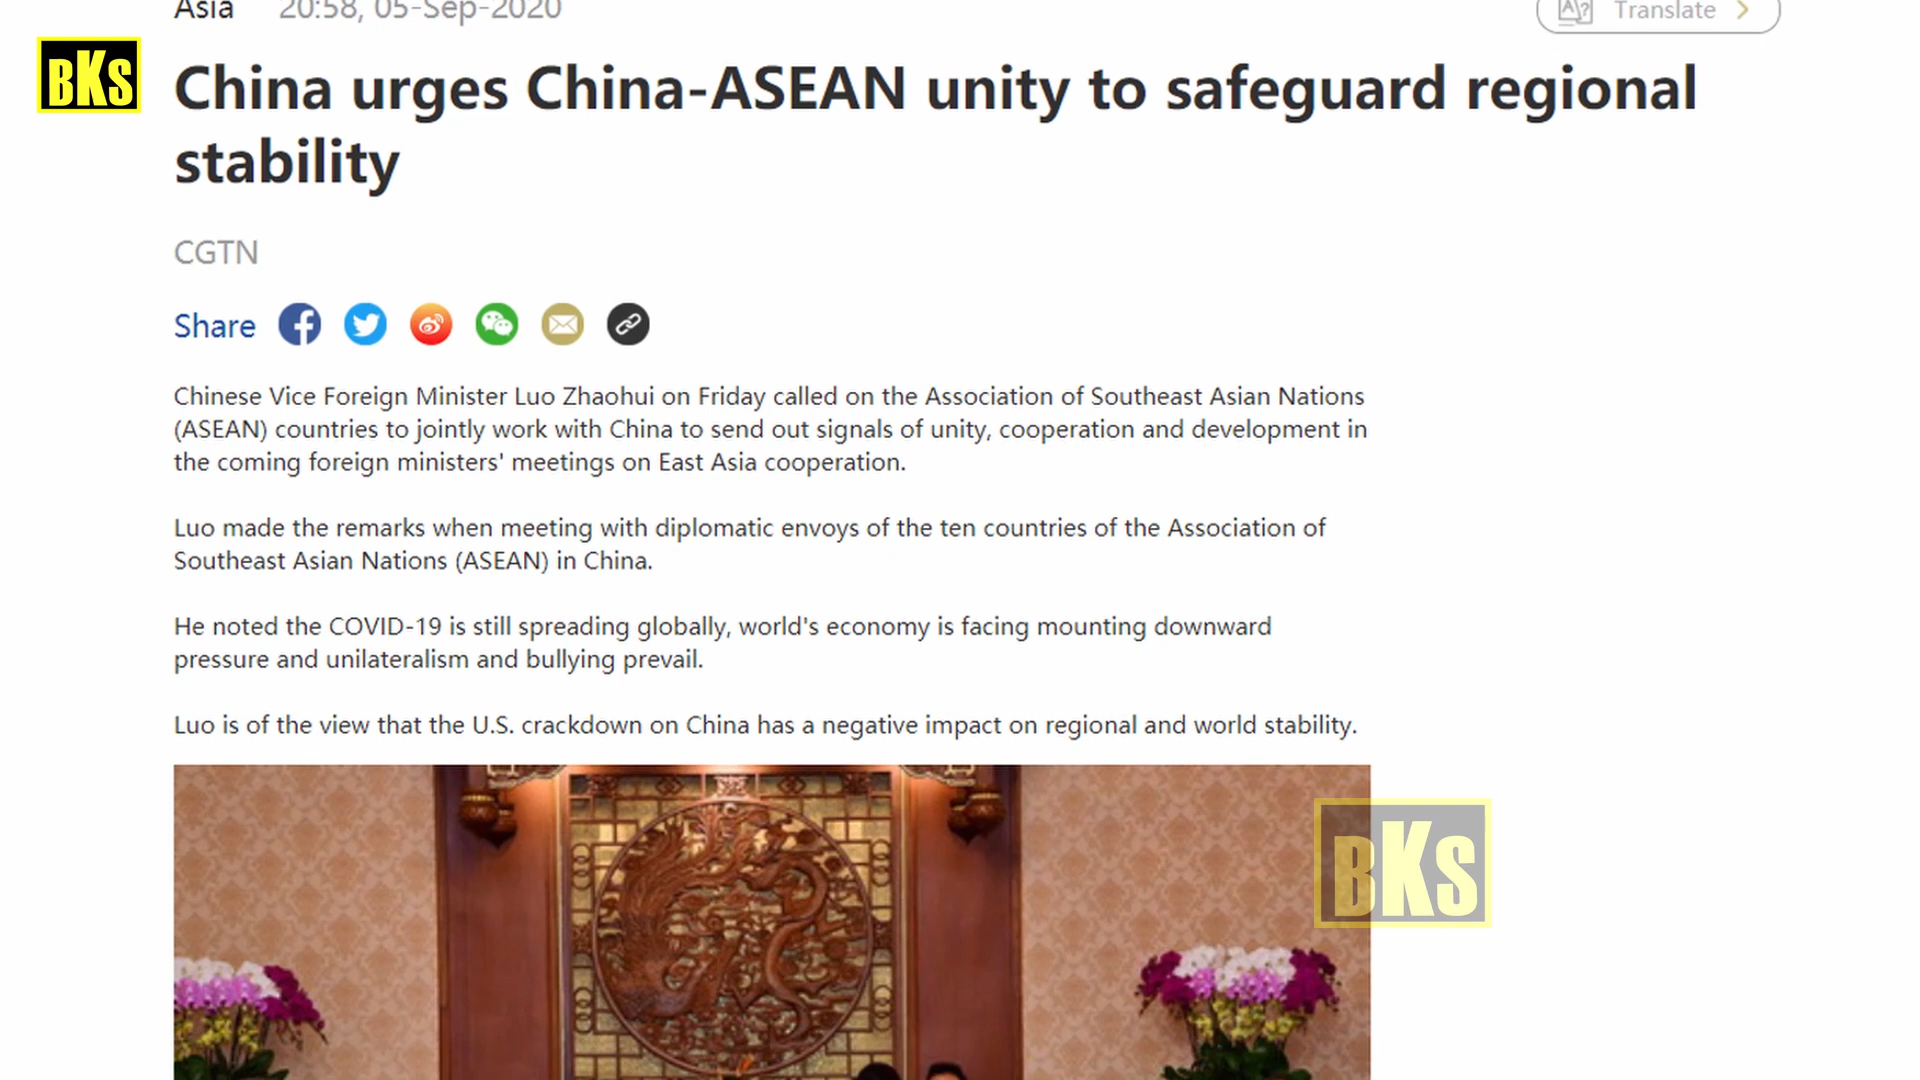 Asia 20:58, 05-Sep-2020
Translate
BKS
China urges China-ASEAN unity to safeguard regional
stability
CGTN
Share
Chinese Vice Foreign Minister Luo Zhaohui on Friday called on the Association of Southeast Asian Nations
(ASEAN) countries to jointly work with China to send out signals of unity, cooperation and development in
the coming foreign ministers' meetings on East Asia cooperation.
Luo made the remarks when meeting with diplomatic envoys of the ten countries of the Association of
Southeast Asian Nations (ASEAN) in China.
He noted the COVID-19 is still spreading globally, world's economy is facing mounting downward
pressure and unilateralism and bullying prevail.
Luo is of the view that the U.S. crackdown on China has a negative impact on regional and world stability.
BKS